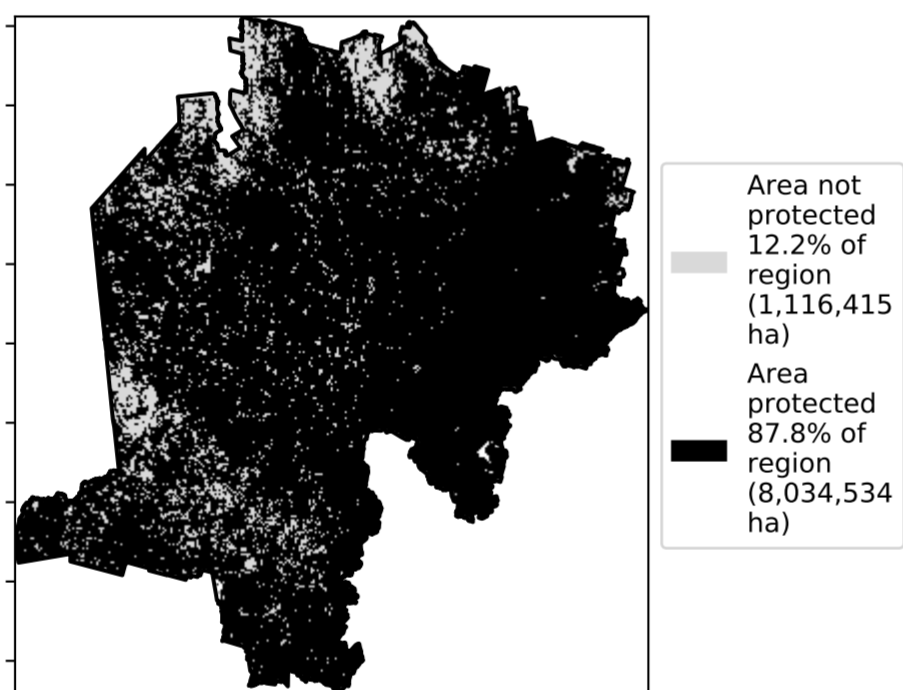 Area not
protected
12.2% of
region
(1,116,415
ha)
Area
protected
87.8% of
region
(8,034,534
ha)